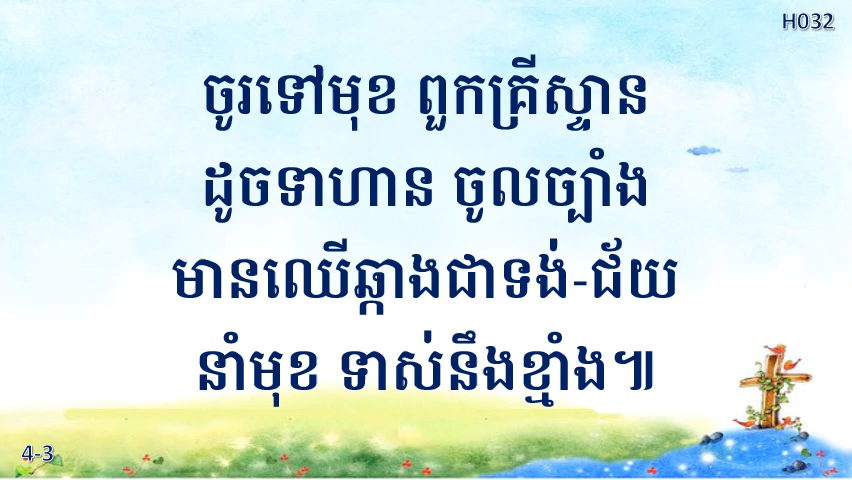 H032
ចូរទៅមុខ ពួកគ្រីស្ទាន
ដូចទាហាន ចូលច្បាំង
មានឈើឆ្កាងជាទង់-ជ័យ
នាំមុខ ទាស់នឹងខ្មាំង៕
4-3